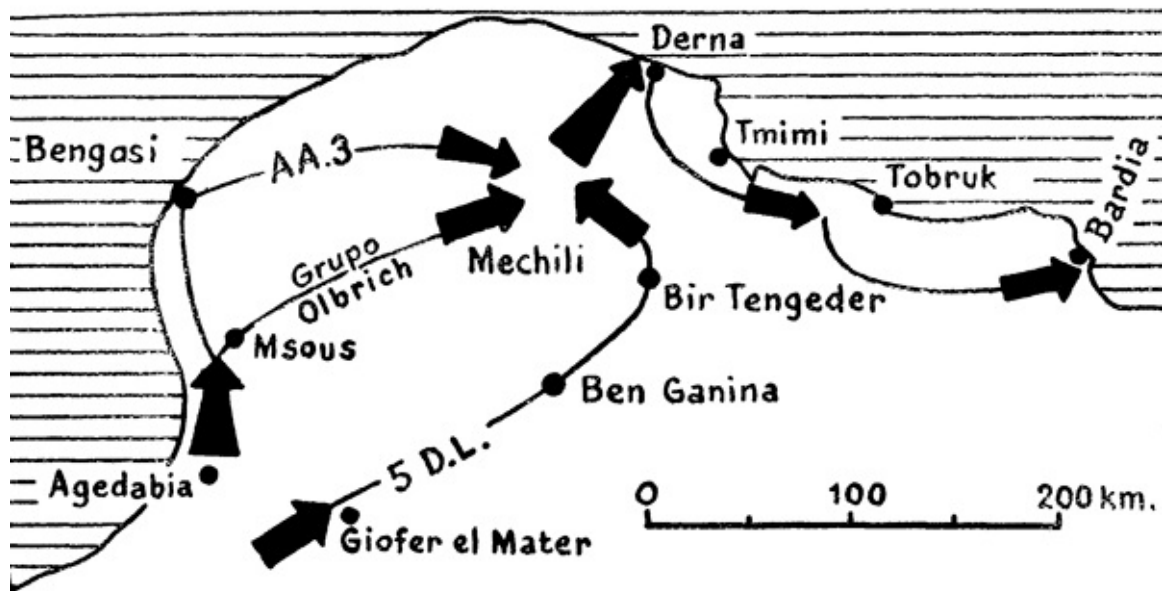 Derna
Bengasi
AA.3
Tmimi
Tobruk
Bardia
Grupo
Olbrich
Mechili
Bir Tengeder
Msous
Ben Ganina
5 D.L.
Agedabia
Giofer el Mater
0 100 200 km.